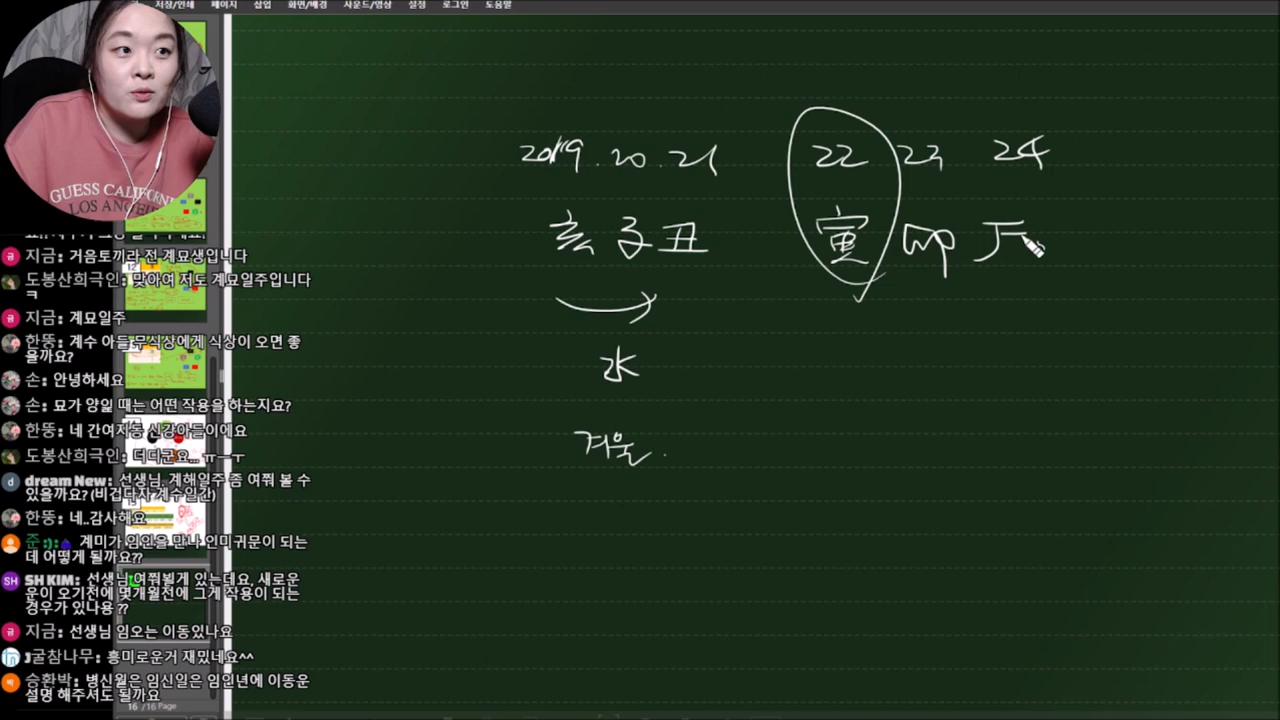 저장/인쇄 페이지 삽입 화면/배경 사운드/영상 설정 로그인 도움말
GUESS CALIFORNIA
LOS ANGELES
2019. 20. 21 22 23 24
亥 子 丑 寅 卯
水
겨울.
지금: 거음토끼라 전 계묘생입니다
도봉산희극인: 맞아여 저도 계묘일주입니다
ㅋ
지금: 계묘일주
한뚱: 계수 아들 무식상에게 식상이 오면 좋
을까요?
손: 안녕하세요
손: 묘가 양일 때는 어떤 작용을 하는지요?
한뚱: 네 간여지동 신강아들이에요
도봉산희극인: 더디군요... ㅠㅡㅜ
dream New: 선생님, 계해일주 좀 여쭤 볼 수
있을까요? (비겁다자 계수일간)
한뚱: 네..감사해요
준:):  계미가 임인을 만나 인미귀문이 되는
데 어떻게 될까요??
SH KIM: 선생님 여쭤뵐게 있는데요, 새로운
운이 오기전에 몇개월전에 그게 작용이 되는
경우가 있나용 ??
지금: 선생님 임오는 이동있나요
굴참나무: 흥미로운거 재밌네요^^
승환박: 병신월은 임신일은 임인년에 이동운
설명 해주셔도 될까요
16 /16 Page